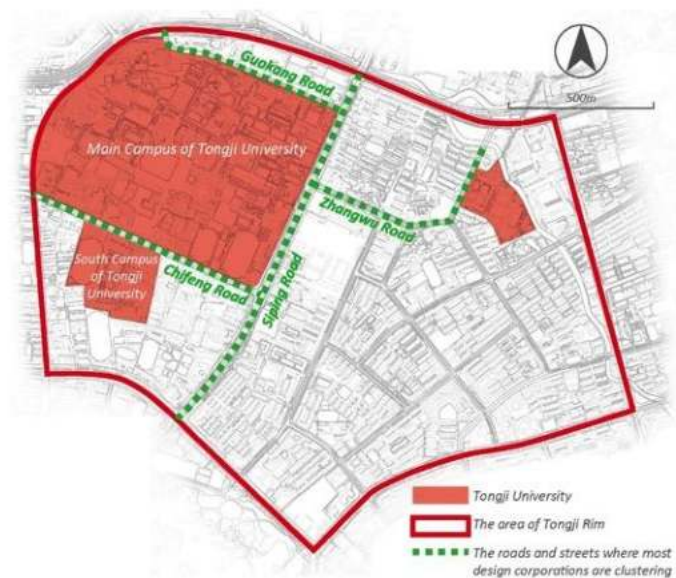 Guokang Road
500m
Main Campus of Tongji University
Zhangwu Road
South Campus
of Tongji
University
Chifeng Road
Siping Road
Tongji University
The area of Tongji Rim
The roads and streets where most
design corporations are clustering